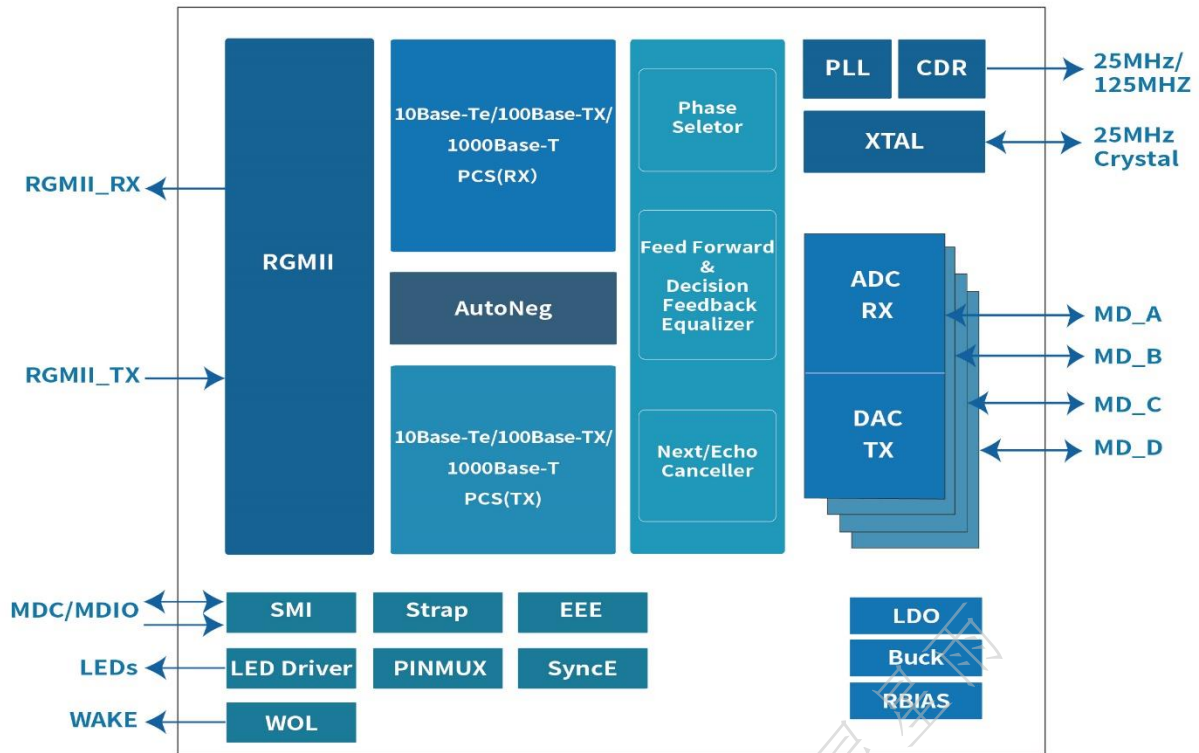 RGMII_RX
RGMII_TX
MDC/MDIO
LEDs
WAKE
RGMII
10Base-Te/100Base-TX/
1000Base-T
PCS(RX)
AutoNeg
10Base-Te/100Base-TX/
1000Base-T
PCS(TX)
Phase
Seletor
Feed Forward
&
Decision
Feedback
Equalizer
Next/Echo
Canceller
PLL
CDR
XTAL
25MHz/
125MHZ
25MHz
Crystal
ADC
RX
DAC
TX
MD_A
MD_B
MD_C
MD_D
SMI
Strap
EEE
LED Driver
PINMUX
SyncE
WOL
LDO
Buck
RBIAS
星雨